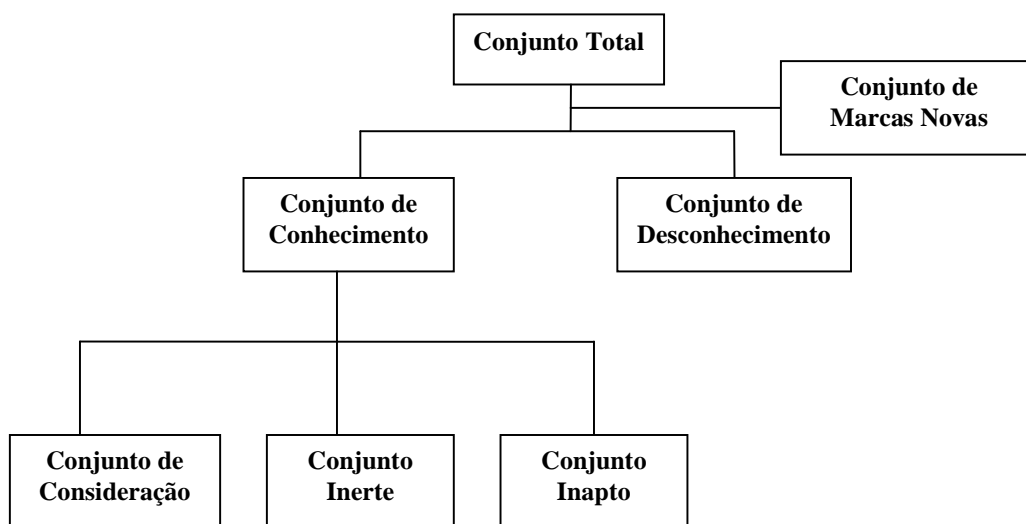 Conjunto Total
Conjunto de
Marcas Novas
Conjunto de
Conhecimento
Conjunto de
Desconhecimento
Conjunto de
Consideração
Conjunto
Inerte
Conjunto
Inapto